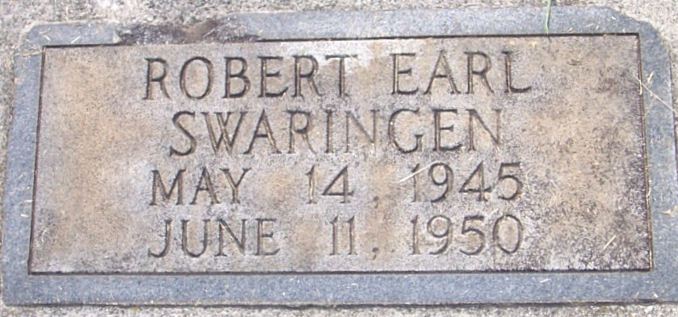 ROBERT EARL
SWARINGEN
MAY 14, 1945
JUNE 11, 1950